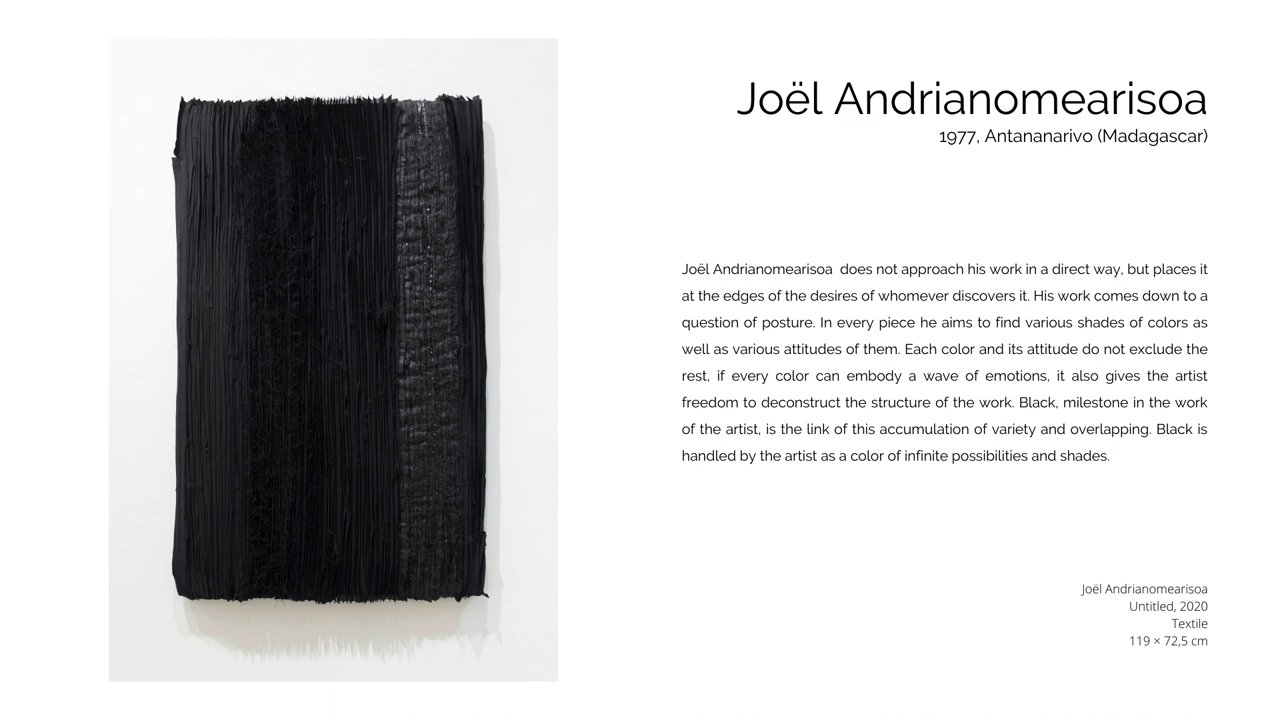 Joël Andrianomearisoa
1977, Antananarivo (Madagascar)
Joël Andrianomearisoa does not approach his work in a direct way, but places it
at the edges of the desires of whomever discovers it. His work comes down to a
question of posture. In every piece he aims to find various shades of colors as
well as various attitudes of them. Each color and its attitude do not exclude the
rest, if every color can embody a wave of emotions, it also gives the artist
freedom to deconstruct the structure of the work. Black, milestone in the work
of the artist, is the link of this accumulation of variety and overlapping. Black is
handled by the artist as a color of infinite possibilities and shades.
Joël Andrianomearisoa
Untitled, 2020
Textile
119 × 72,5 cm